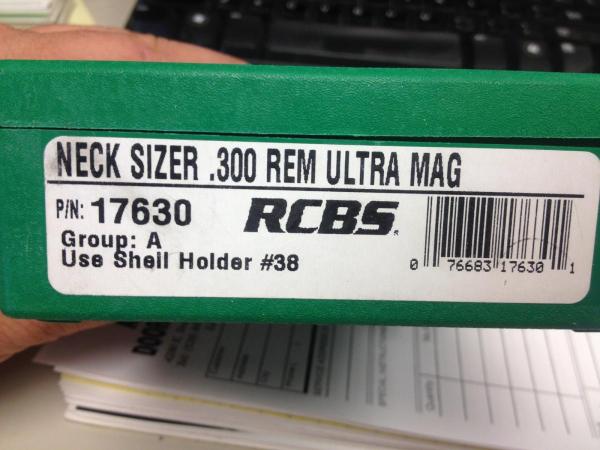 NECK SIZER .300 REM ULTRA MAG
P/N: 17630
RCBS.
Group: A
Use Shell Holder #38
0 76683 17630 1